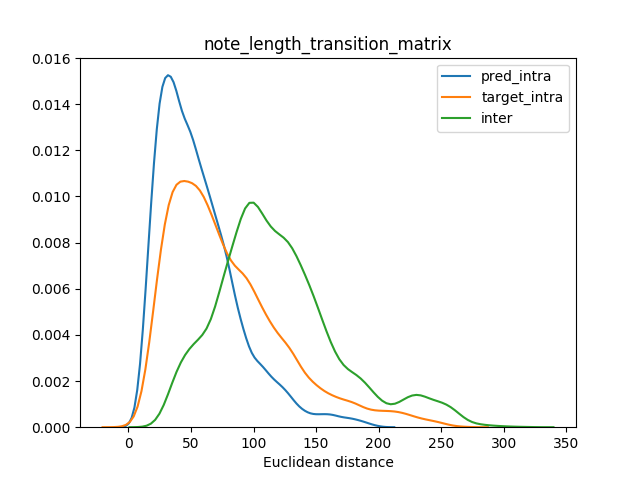 note_length_transition_matrix
pred_intra
target_intra
inter
0.016
0.014
0.012
0.010
0.008
0.006
0.004
0.002
0.000
0 50 100 150 200 250 300 350
Euclidean distance